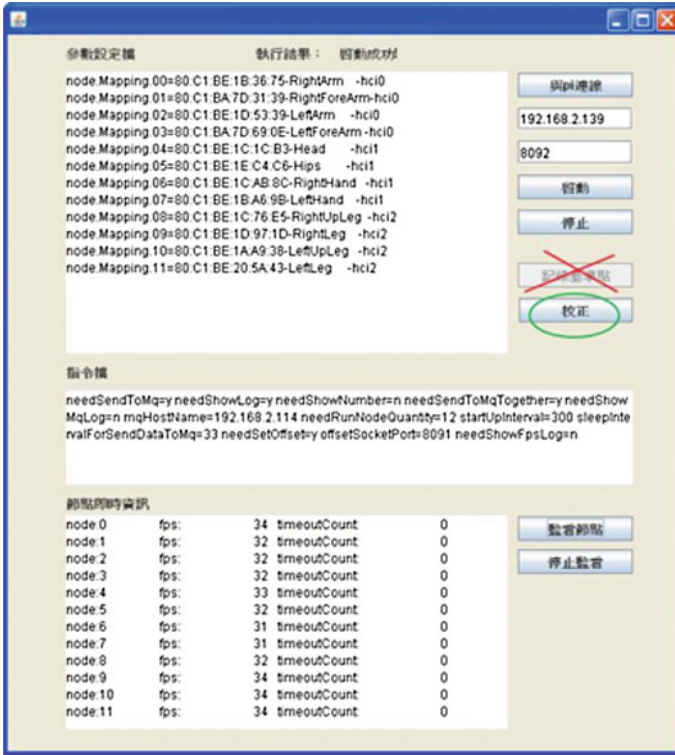 參數設定檔 執行結果： 啟動成功!
node.Mapping.00=80:C1:BE:1B:36:75-RightArm -hci0
node.Mapping.01=80:C1:BA:7D:31:39-RightForeArm-hci0
node.Mapping.02=80:C1:BE:1D:53:39-LeftArm -hci0
node.Mapping.03=80:C1:BA:7D:69:0E-LeftForeArm-hci0
node.Mapping.04=80:C1:BE:1C:1C:B3-Head -hci1
node.Mapping.05=80:C1:BE:1E:C4:C6-Hips -hci1
node.Mapping.06=80:C1:BE:1C:AB:8C-RightHand -hci1
node.Mapping.07=80:C1:BE:1B:A6:9B-LeftHand -hci1
node.Mapping.08=80:C1:BE:1C:76:E5-RightUpLeg -hci2
node.Mapping.09=80:C1:BE:1D:97:1D-RightLeg -hci2
node.Mapping.10=80:C1:BE:1A:A9:38-LeftUpLeg -hci2
node.Mapping.11=80:C1:BE:20:5A:43-LeftLeg -hci2
與pi連線
192.168.2.139
8092
啟動
停止
記錄基準點
校正
指令檔
needSendToMq=y needShowLog=y needShowNumber=n needSendToMqTogether=y needShow
MqLog=n mqHostName=192.168.2.114 needRunNodeQuantity=12 startUpInterval=300 sleepInte
rvalForSendDataToMq=33 needSetOffset=y offsetSocketPort=8091 needShowFpsLog=n
節點即時資訊
node:0 fps: 34 timeoutCount: 0
node:1 fps: 32 timeoutCount: 0
node:2 fps: 32 timeoutCount: 0
node:3 fps: 32 timeoutCount: 0
node:4 fps: 33 timeoutCount: 0
node:5 fps: 32 timeoutCount: 0
node:6 fps: 31 timeoutCount: 0
node:7 fps: 31 timeoutCount: 0
node:8 fps: 32 timeoutCount: 0
node:9 fps: 34 timeoutCount: 0
node:10 fps: 34 timeoutCount: 0
node:11 fps: 34 timeoutCount: 0
監看節點
停止監看